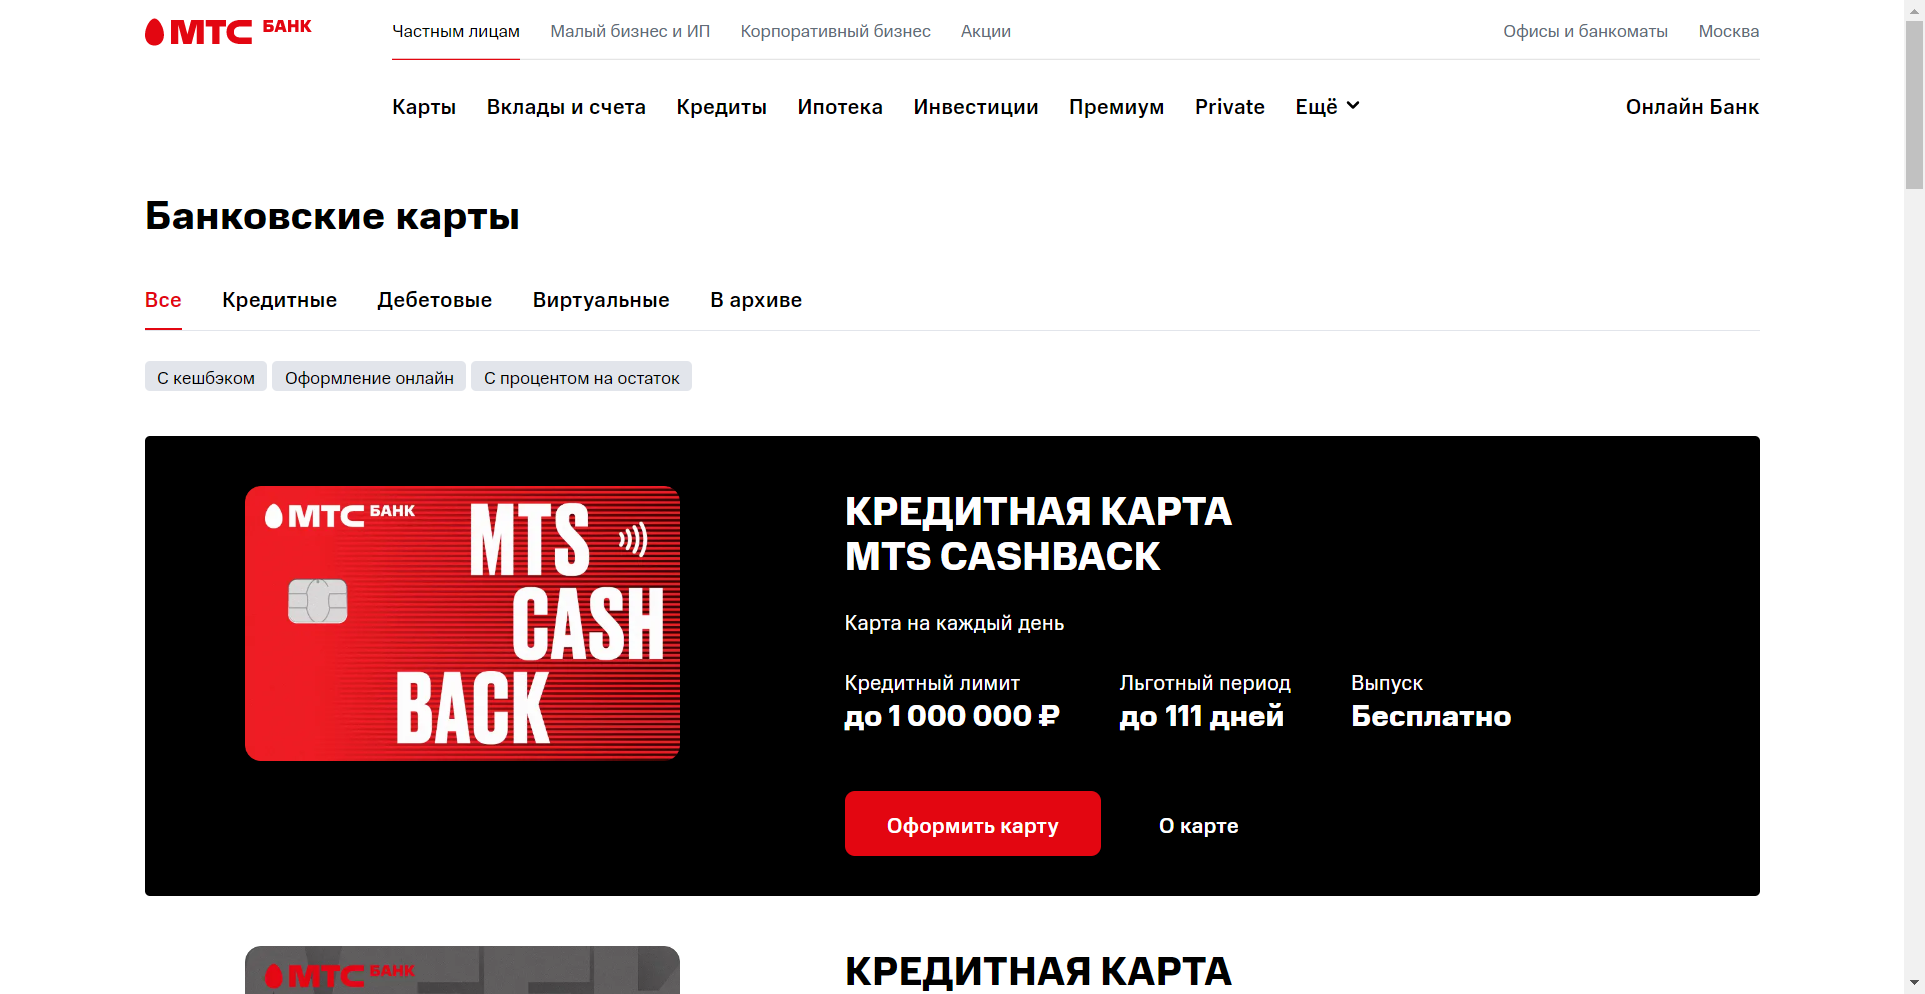 МТС БАНК
Частным лицам
Малый бизнес и ИП
Корпоративный бизнес
Акции
Офисы и банкоматы
Москва
Карты
Вклады и счета
Кредиты
Ипотека
Инвестиции
Премиум
Private
Ещё
Онлайн Банк
Банковские карты
Все
Кредитные
Дебетовые
Виртуальные
В архиве
С кешбэком
Оформление онлайн
С процентом на остаток
МТС БАНК
MTS
CASH
BACK
КРЕДИТНАЯ КАРТА
MTS CASHBACK
Карта на каждый день
Кредитный лимит
до 1 000 000 ₽
Льготный период
до 111 дней
Выпуск
Бесплатно
Оформить карту
О карте
МТС БАНК
КРЕДИТНАЯ КАРТА